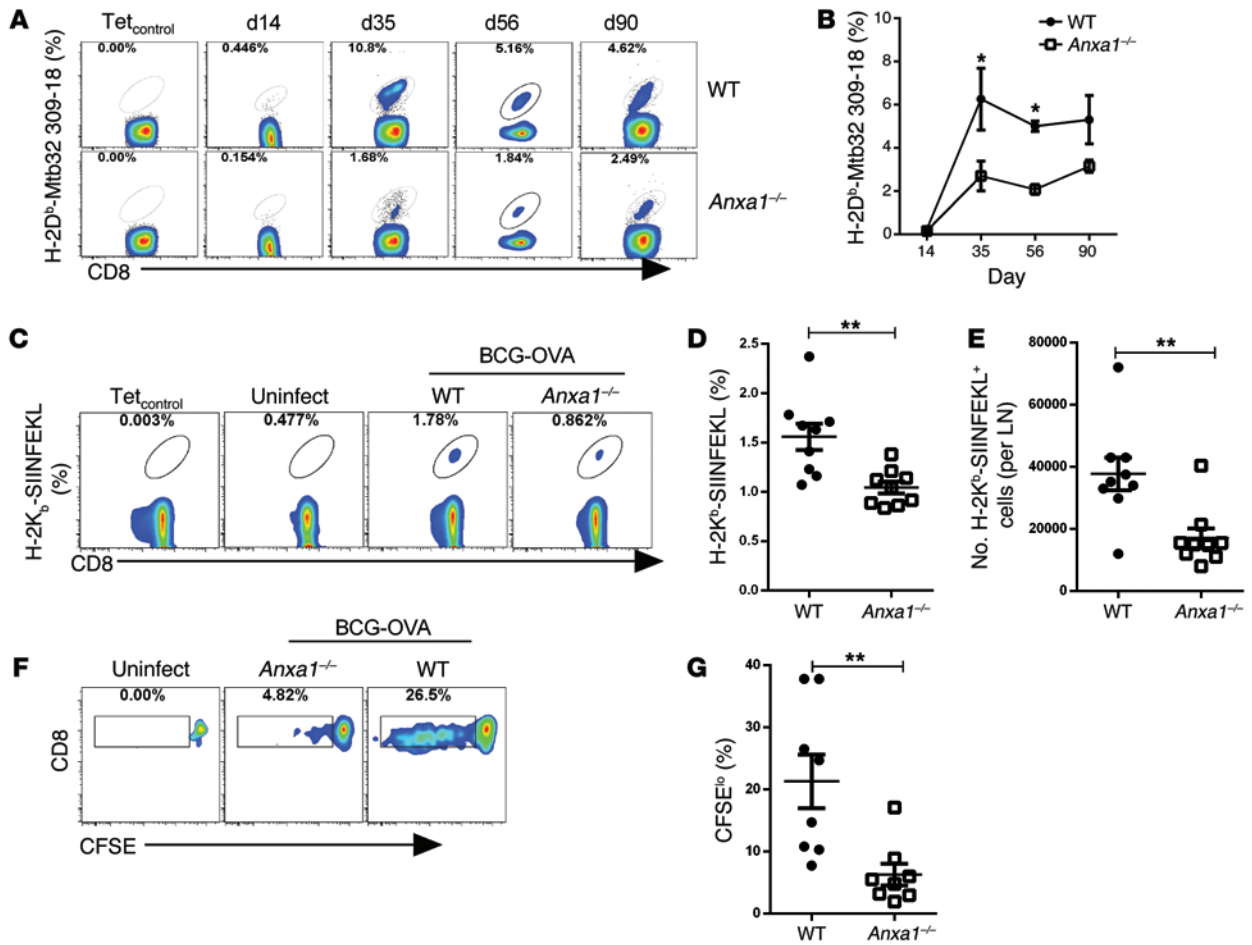 A
Tetcontrol d14 d35 d56 d90
H-2Dᵇ-Mtb32 309-18 (%)
0.00% 0.446% 10.8% 5.16% 4.62%
WT
0.00% 0.154% 1.68% 1.84% 2.49%
Anxa1⁻/⁻
CD8
B
H-2Dᵇ-Mtb32 309-18 (%)
10
8
6
4
2
0
WT
Anxa1⁻/⁻
* *
14 35 56 90
Day
C
BCG-OVA
Tetcontrol Uninfect WT Anxa1⁻/⁻
H-2Kb-SIINFEKL
(%)
0.003% 0.477% 1.78% 0.862%
CD8
D
H-2Kᵇ-SIINFEKL (%)
2.5
2.0
1.5
1.0
0.5
0.0
**
WT Anxa1⁻/⁻
E
No. H-2Kᵇ-SIINFEKL⁺
cells (per LN)
80000
60000
40000
20000
0
**
WT Anxa1⁻/⁻
F
BCG-OVA
Uninfect Anxa1⁻/⁻ WT
0.00% 4.82% 26.5%
CD8
CFSE
G
CFSEˡᵒ (%)
40
30
20
10
0
**
WT Anxa1⁻/⁻